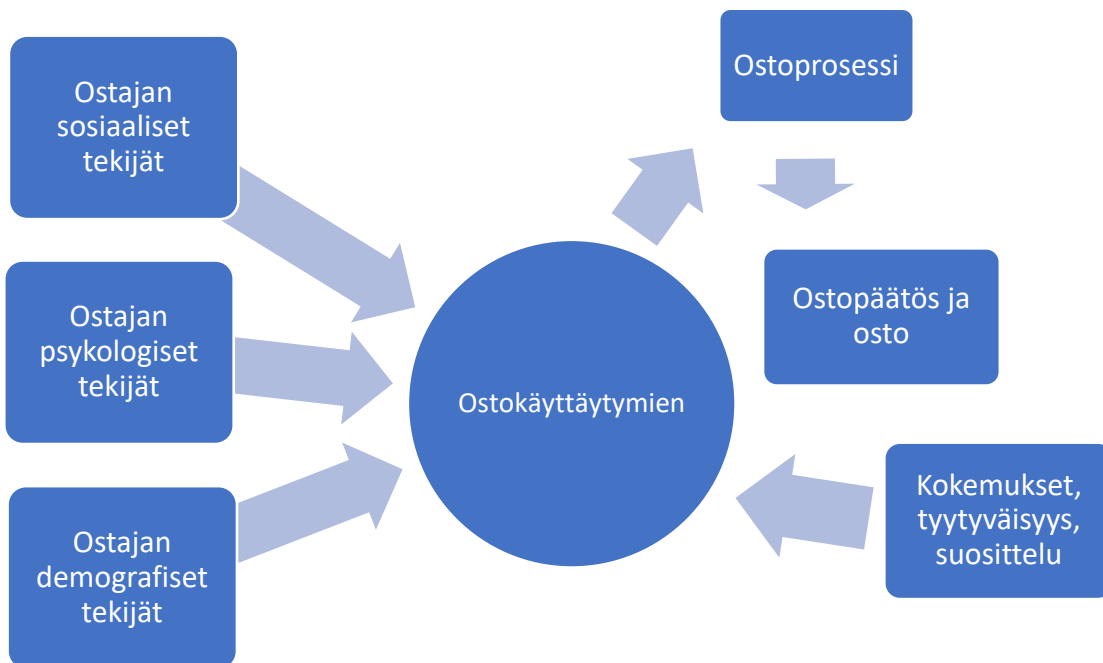 Ostajan
sosiaaliset
tekijät
Ostajan
psykologiset
tekijät
Ostajan
demografiset
tekijät
Ostokäyttäytymien
Ostoprosessi
Ostopäätös ja
osto
Kokemukset,
tyytyväisyys,
suosittelu